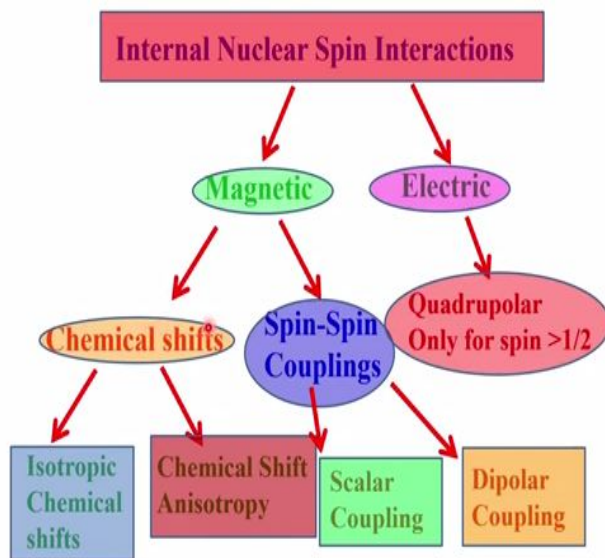 Internal Nuclear Spin Interactions
Magnetic
Electric
Quadrupolar
Only for spin >1/2
Chemical shifts
Spin-Spin
Couplings
Isotropic
Chemical
shifts
Chemical Shift
Anisotropy
Scalar
Coupling
Dipolar
Coupling